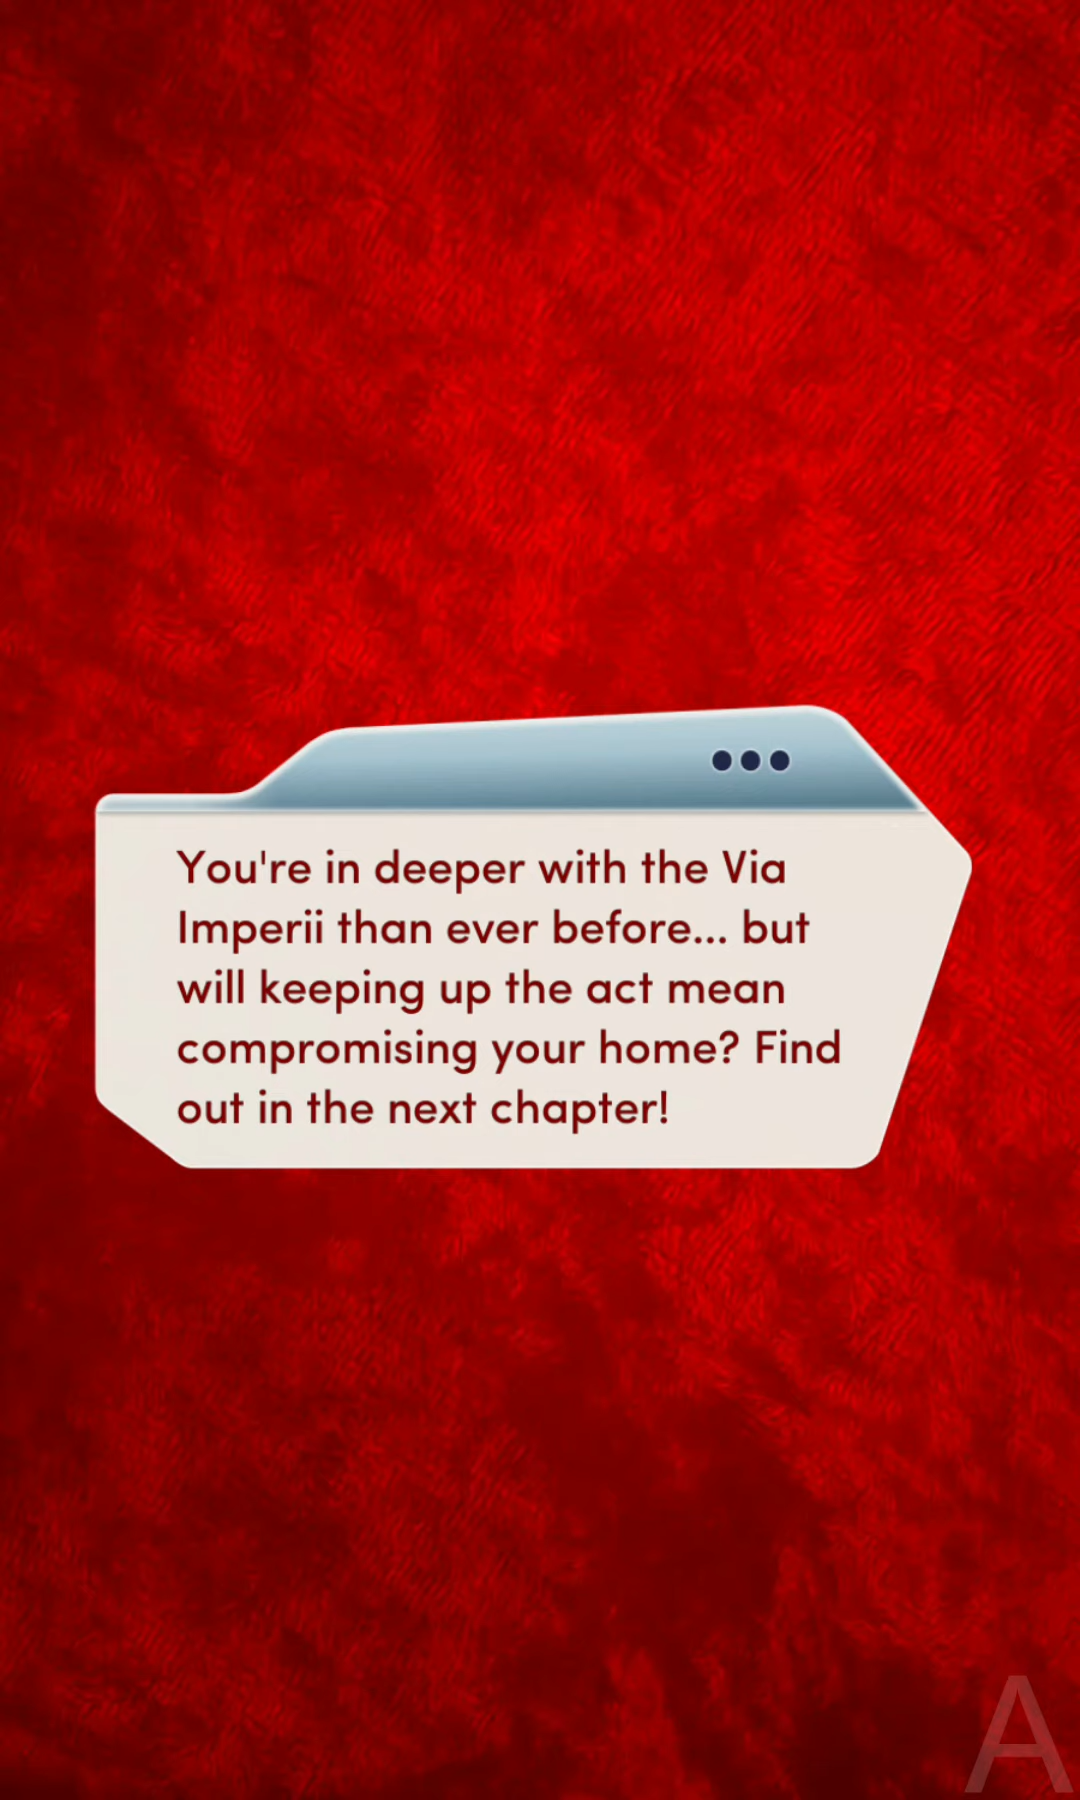 You're in deeper with the Via
Imperii than ever before... but
will keeping up the act mean
compromising your home? Find
out in the next chapter!
A